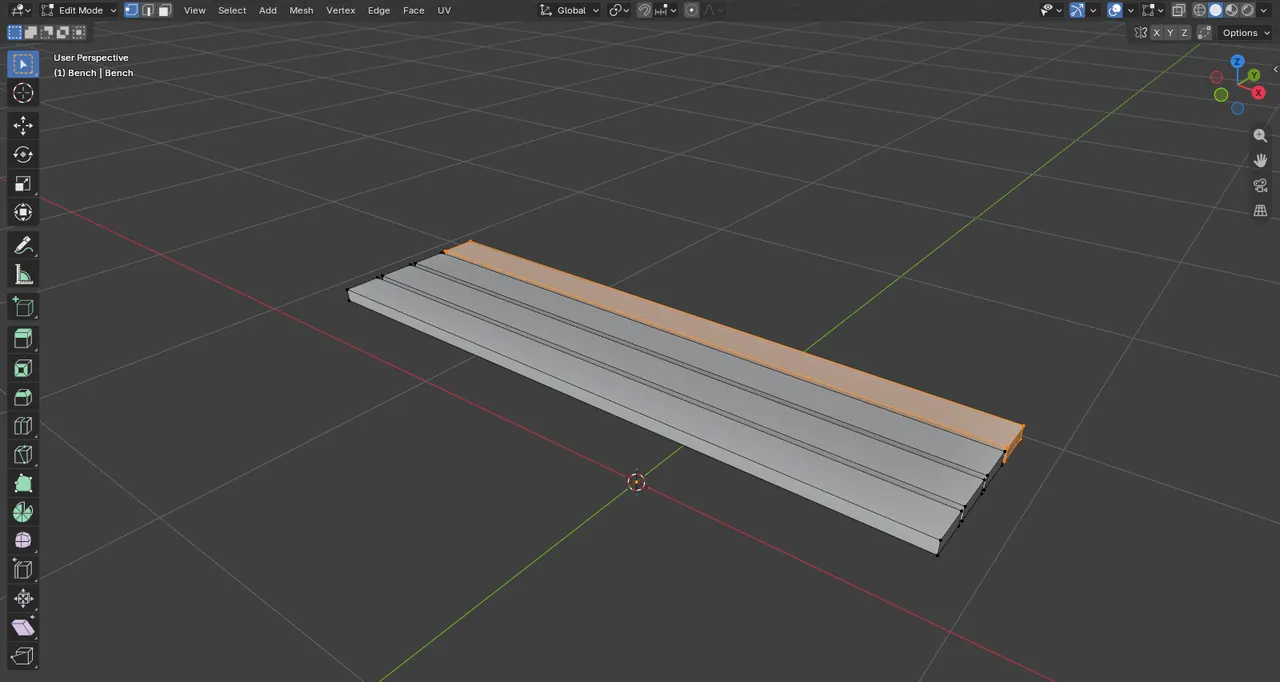 Edit Mode View Select Add Mesh Vertex Edge Face UV Global
X Y Z Options
User Perspective
(1) Bench | Bench
Z
Y
X